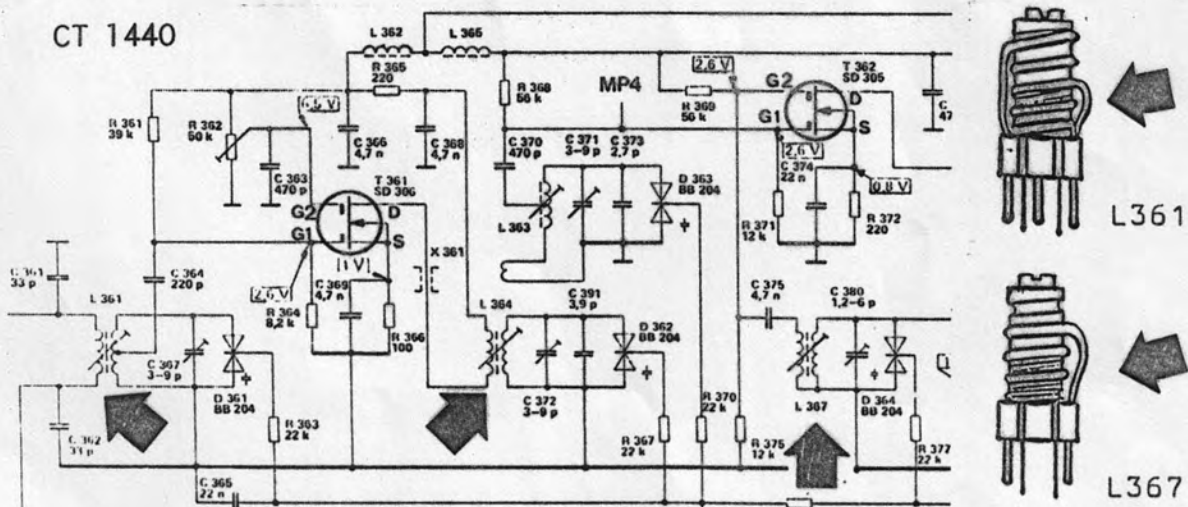 CT 1440
L 362
L 365
R 365
220
R 361
39 k
R 362
50 k
C 363
470 p
C 366
4,7 n
C 368
4,7 n
T 361
SD 306
G2
D
G1
S
C 364
220 p
2,6 V
R 364
8,2 k
C 369
4,7 n
R 366
100
X 361
C 361
33 p
L 361
C 367
3-9 p
D 361
BB 204
R 363
22 k
C 362
33 p
C 365
22 n
L 364
C 391
3,9 p
C 372
3-9 p
D 362
BB 204
R 367
22 k
R 368
56 k
MP4
C 370
470 p
C 371
3-9 p
C 373
2,7 p
L 363
D 363
BB 204
R 370
22 k
R 369
56 k
2,6 V
G2
T 362
SD 305
D
G1
S
2,6 V
C 374
22 n
0,8 V
R 371
12 k
R 372
220
C 375
4,7 n
C 380
1,2-6 p
L 367
D 364
BB 204
R 375
12 k
R 377
22 k
C
47
L361
L367